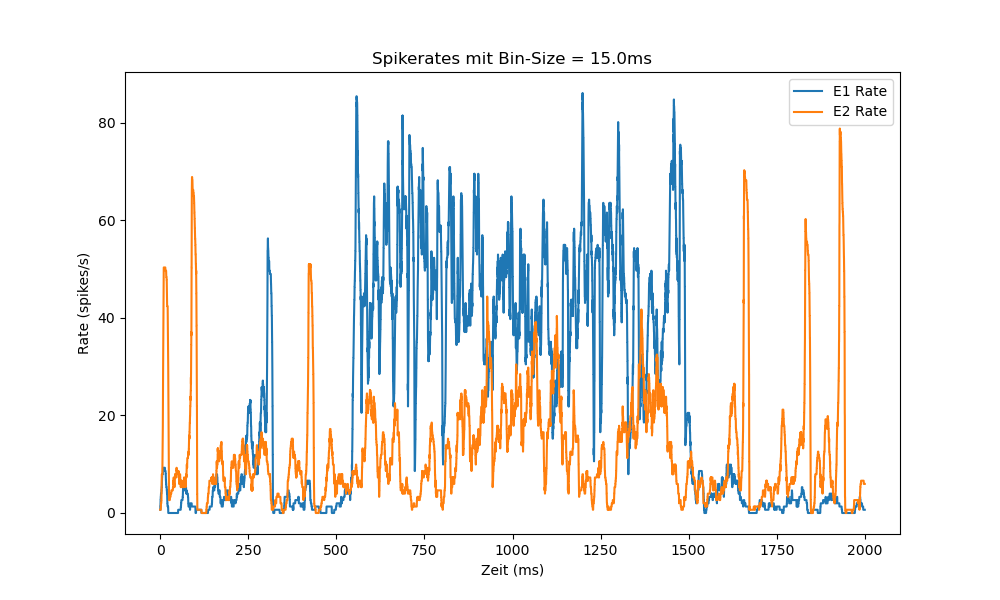 Spikerates mit Bin-Size = 15.0ms
E1 Rate
E2 Rate
Rate (spikes/s)
80
60
40
20
0
0 250 500 750 1000 1250 1500 1750 2000
Zeit (ms)